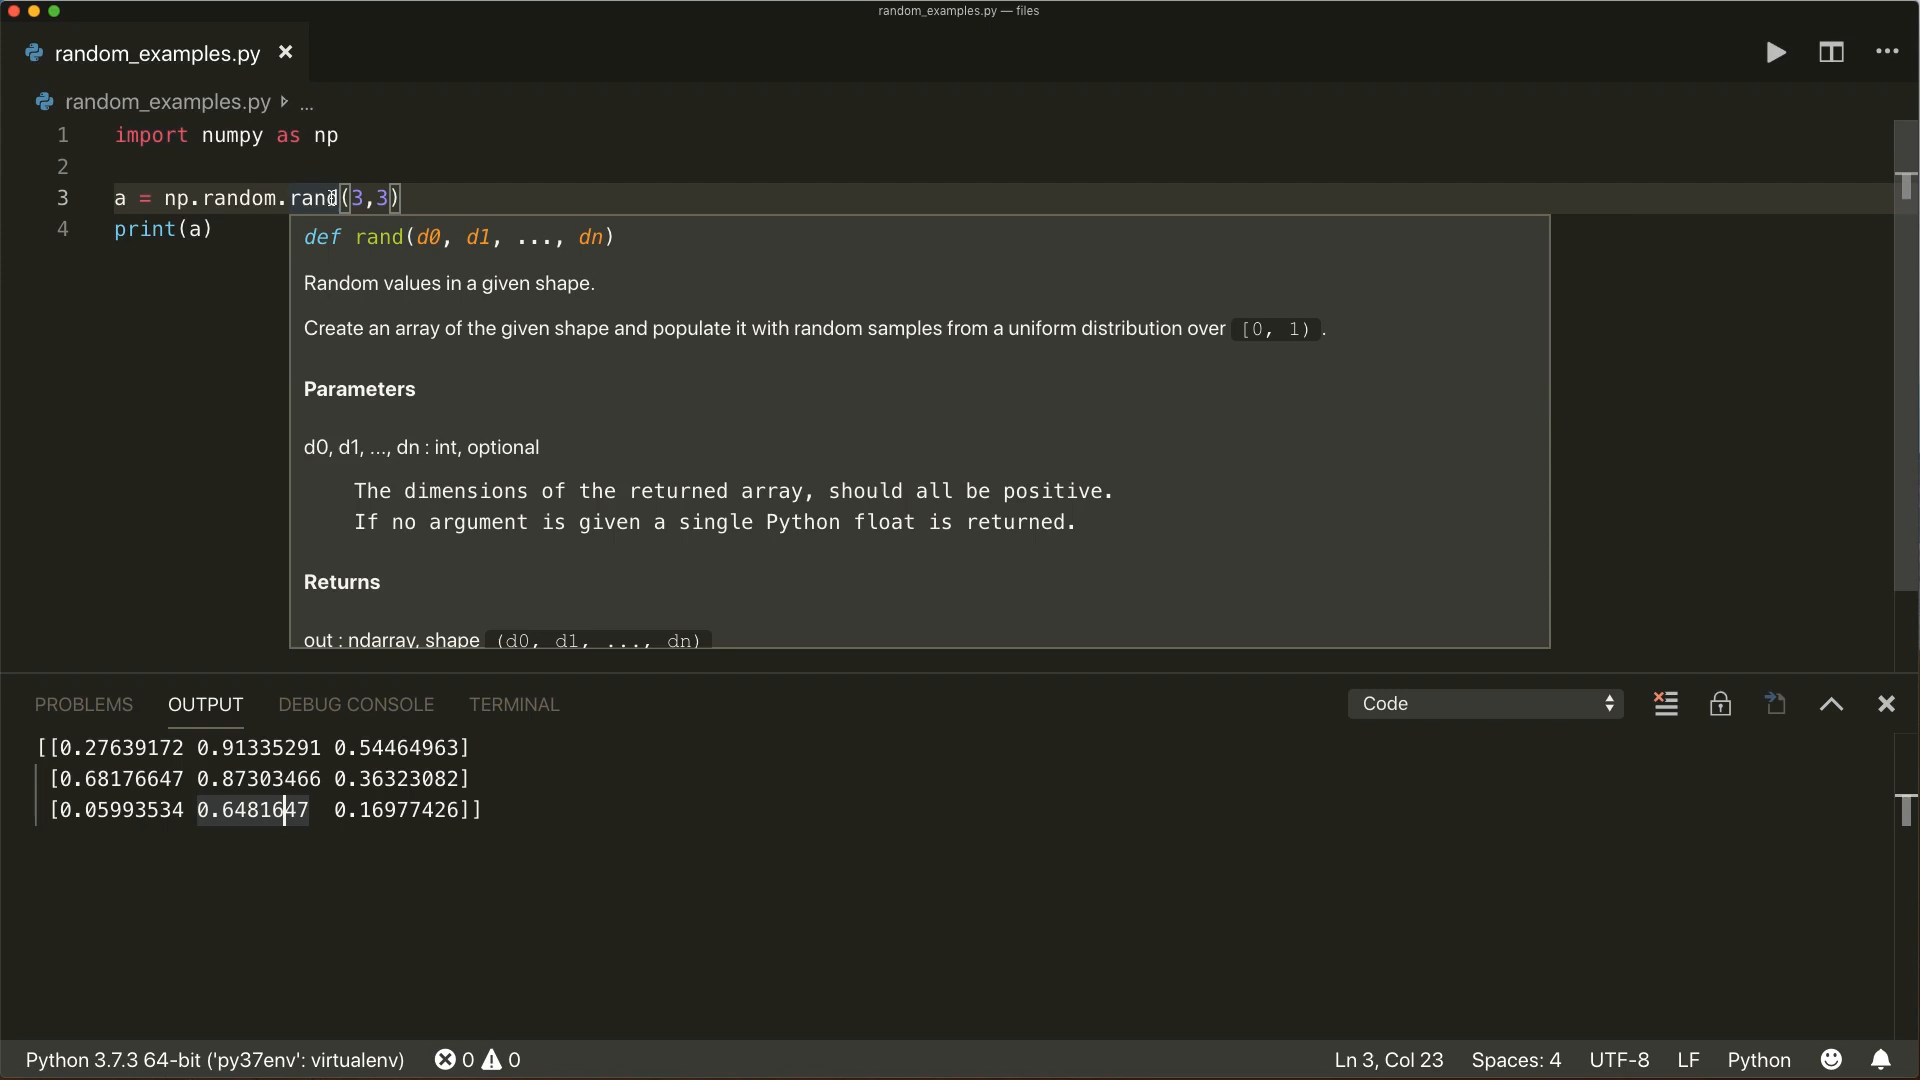 random_examples.py — files
random_examples.py
random_examples.py ...
1 import numpy as np
2
3 a = np.random.rand(3,3)
4 print(a)
def rand(d0, d1, ..., dn)
Random values in a given shape.
Create an array of the given shape and populate it with random samples from a uniform distribution over [0, 1).
Parameters
d0, d1, ..., dn : int, optional
The dimensions of the returned array, should all be positive.
If no argument is given a single Python float is returned.
Returns
out : ndarray, shape (d0, d1, ..., dn)
PROBLEMS OUTPUT DEBUG CONSOLE TERMINAL Code
[[0.27639172 0.91335291 0.54464963]
[0.68176647 0.87303466 0.36323082]
[0.05993534 0.6481647 0.16977426]]
Python 3.7.3 64-bit ('py37env': virtualenv) 0 0 Ln 3, Col 23 Spaces: 4 UTF-8 LF Python